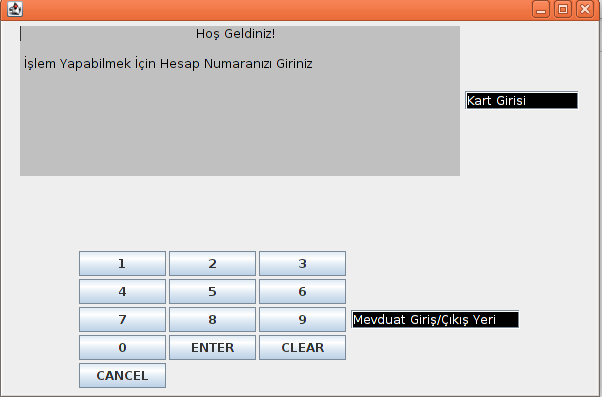 Hoş Geldiniz!
İşlem Yapabilmek İçin Hesap Numaranızı Giriniz
Kart Girisi
1 2 3
4 5 6
7 8 9
Mevduat Giriş/Çıkış Yeri
0 ENTER CLEAR
CANCEL